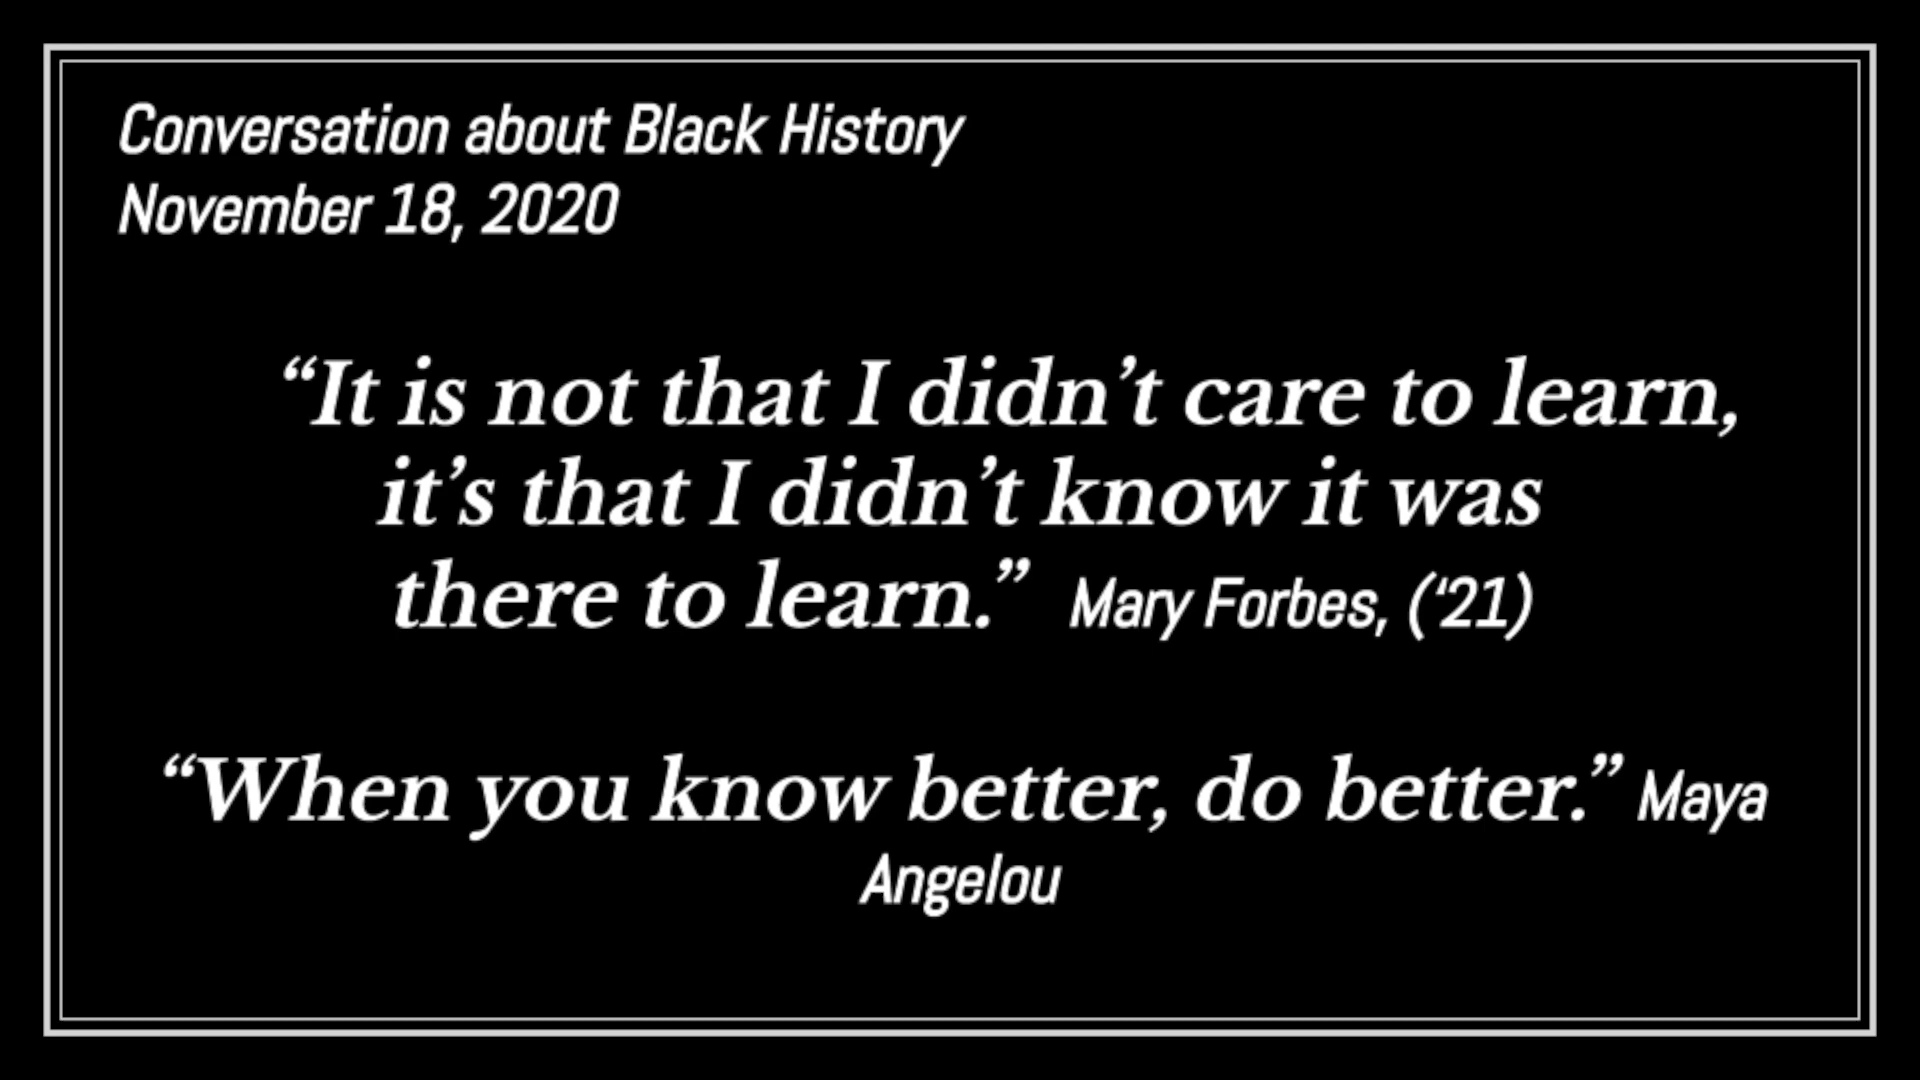 Conversation about Black History
November 18, 2020
“It is not that I didn’t care to learn,
it’s that I didn’t know it was
there to learn.” Mary Forbes, (‘21)
“When you know better, do better.” Maya
Angelou